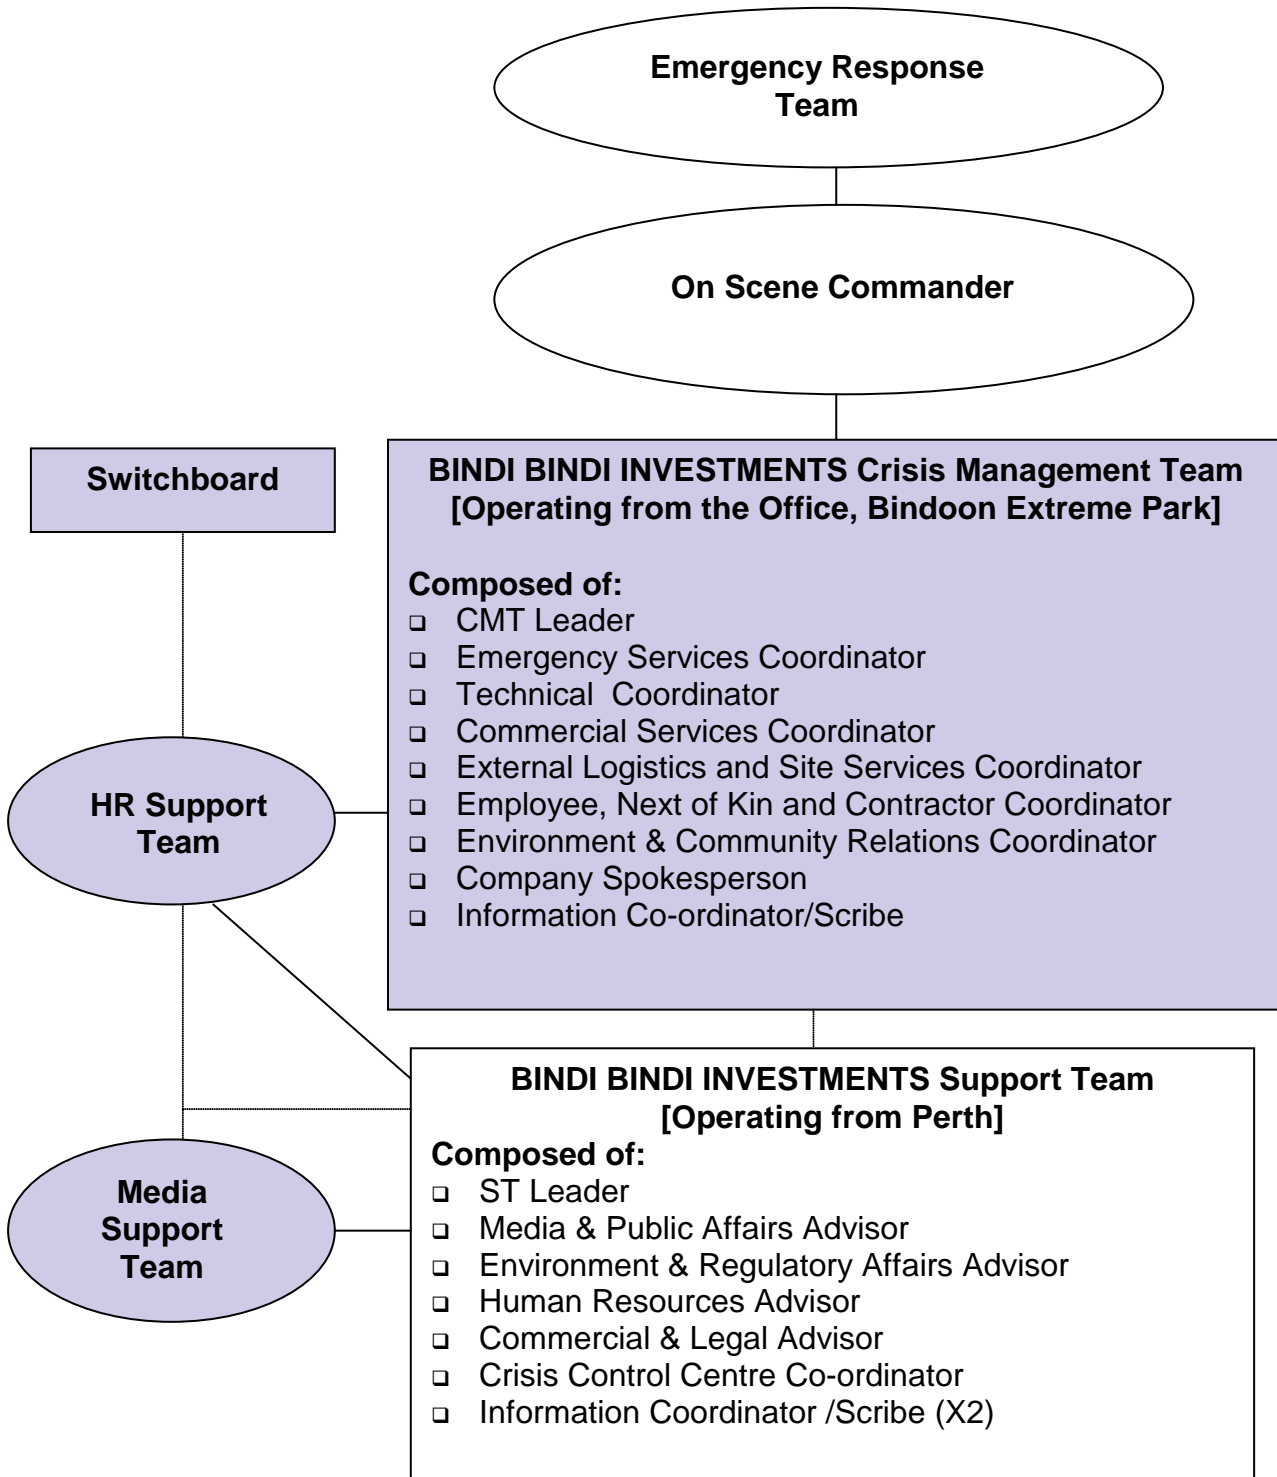 Emergency Response
Team
On Scene Commander
Switchboard
BINDI BINDI INVESTMENTS Crisis Management Team
[Operating from the Office, Bindoon Extreme Park]
Composed of:
❑ CMT Leader
❑ Emergency Services Coordinator
❑ Technical  Coordinator
❑ Commercial Services Coordinator
❑ External Logistics and Site Services Coordinator
❑ Employee, Next of Kin and Contractor Coordinator
❑ Environment & Community Relations Coordinator
❑ Company Spokesperson
❑ Information Co-ordinator/Scribe
HR Support
Team
BINDI BINDI INVESTMENTS Support Team
[Operating from Perth]
Composed of:
❑ ST Leader
❑ Media & Public Affairs Advisor
❑ Environment & Regulatory Affairs Advisor
❑ Human Resources Advisor
❑ Commercial & Legal Advisor
❑ Crisis Control Centre Co-ordinator
❑ Information Coordinator /Scribe (X2)
Media
Support
Team